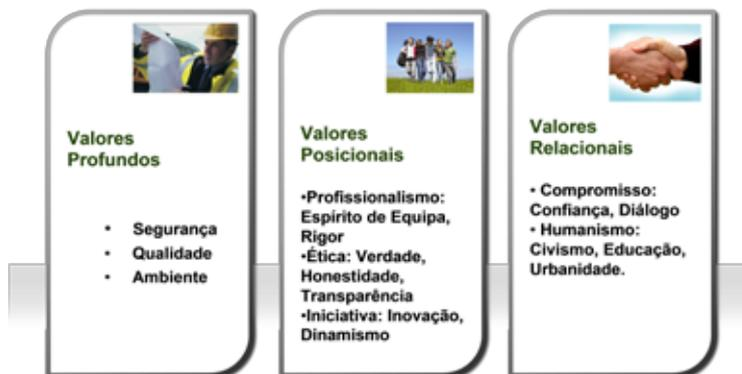 Valores
Profundos
• Segurança
• Qualidade
• Ambiente
Valores
Posicionais
•Profissionalismo:
Espírito de Equipa,
Rigor
•Ética: Verdade,
Honestidade,
Transparência
•Iniciativa: Inovação,
Dinamismo
Valores
Relacionais
• Compromisso:
Confiança, Diálogo
• Humanismo:
Civismo, Educação,
Urbanidade.